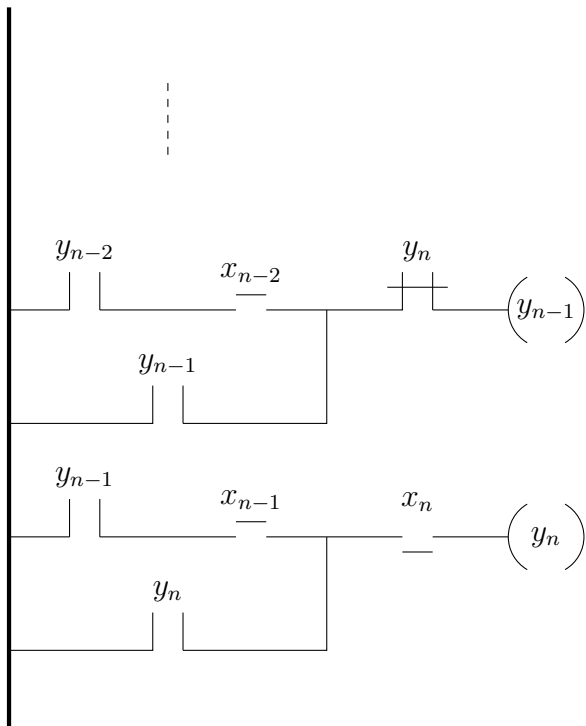 y_{n-2} x_{n-2} y_n y_{n-1}
y_{n-1}
y_{n-1} x_{n-1} x_n y_n
y_n